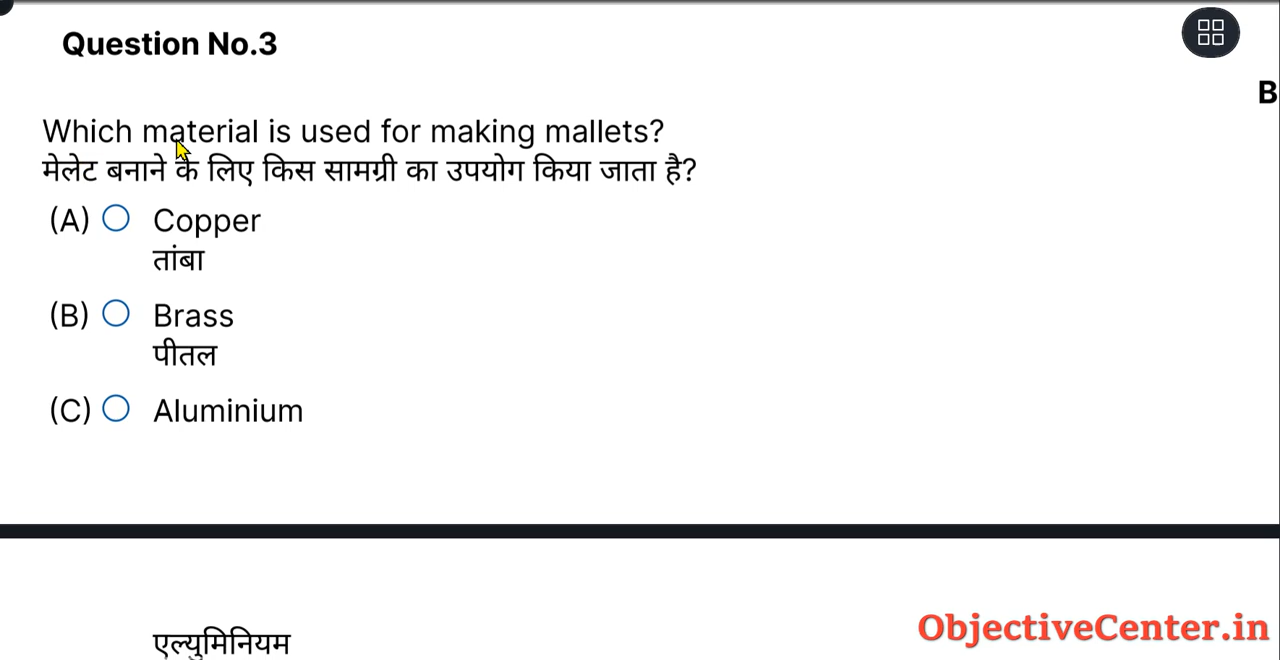 Question No.3
B
Which material is used for making mallets?
मेलेट बनाने के लिए किस सामग्री का उपयोग किया जाता है?
(A) Copper
तांबा
(B) Brass
पीतल
(C) Aluminium
एल्युमिनियम
ObjectiveCenter.in